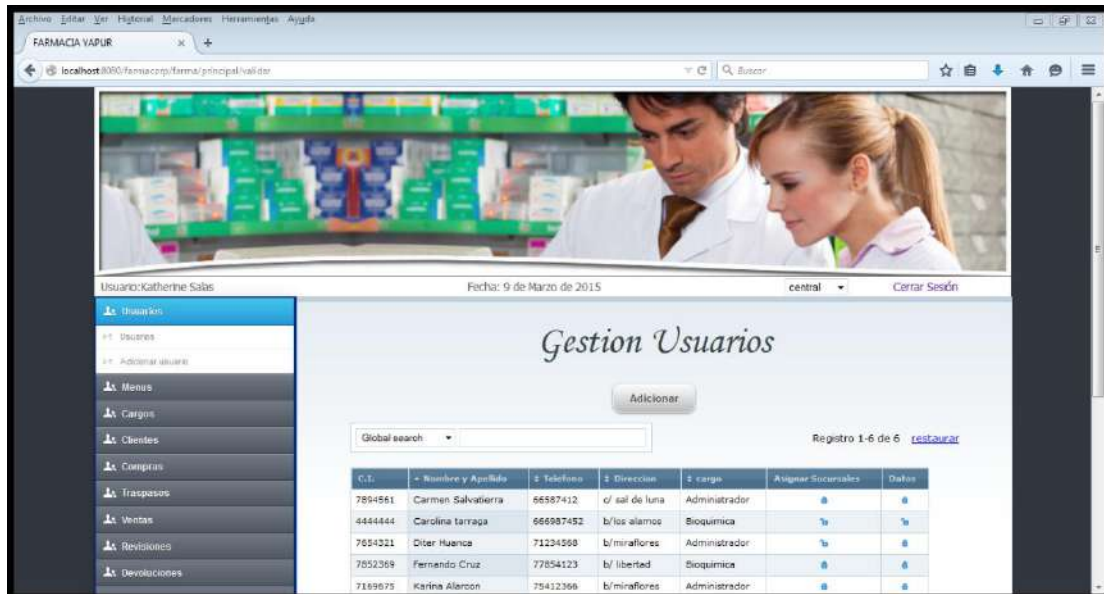 Archivo Editar Ver Historial Marcadores Herramientas Ayuda
FARMACIA YAPUR
localhost:8080/farmacorp/farma/principal/validar
Buscar
Usuario:Katherine Salas Fecha: 9 de Marzo de 2015 central Cerrar Sesión
Usuarios
Usuarios
Adicionar usuario
Menus
Cargos
Clientes
Compras
Traspasos
Ventas
Revisiones
Devoluciones
Gestion Usuarios
Adicionar
Global search Registro 1-6 de 6 restaurar
C.I. Nombre y Apellido Telefono Direccion cargo Asignar Sucursales Datos
7894561 Carmen Salvatierra 66587412 c/ sal de luna Administrador
4444444 Carolina tarraga 666987452 b/los alamos Bioquimica
7654321 Diter Huanca 71234568 b/miraflores Administrador
7852369 Fernando Cruz 77854123 b/ libertad Bioquimica
7169675 Karina Alarcon 75412366 b/miraflores Administrador